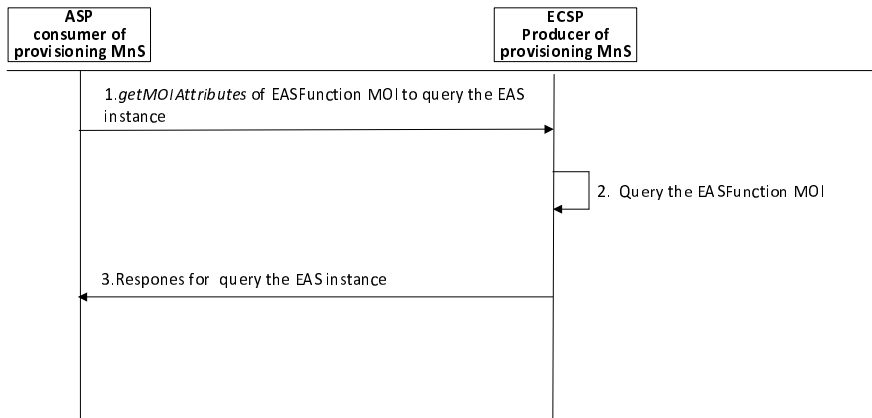 ASP
consumer of
provisioning MnS
ECSP
Producer of
provisioning MnS
1.getMOIAttributes of EASFunction MOI to query the EAS
instance
2. Query the EASFunction MOI
3.Respones for query the EAS instance